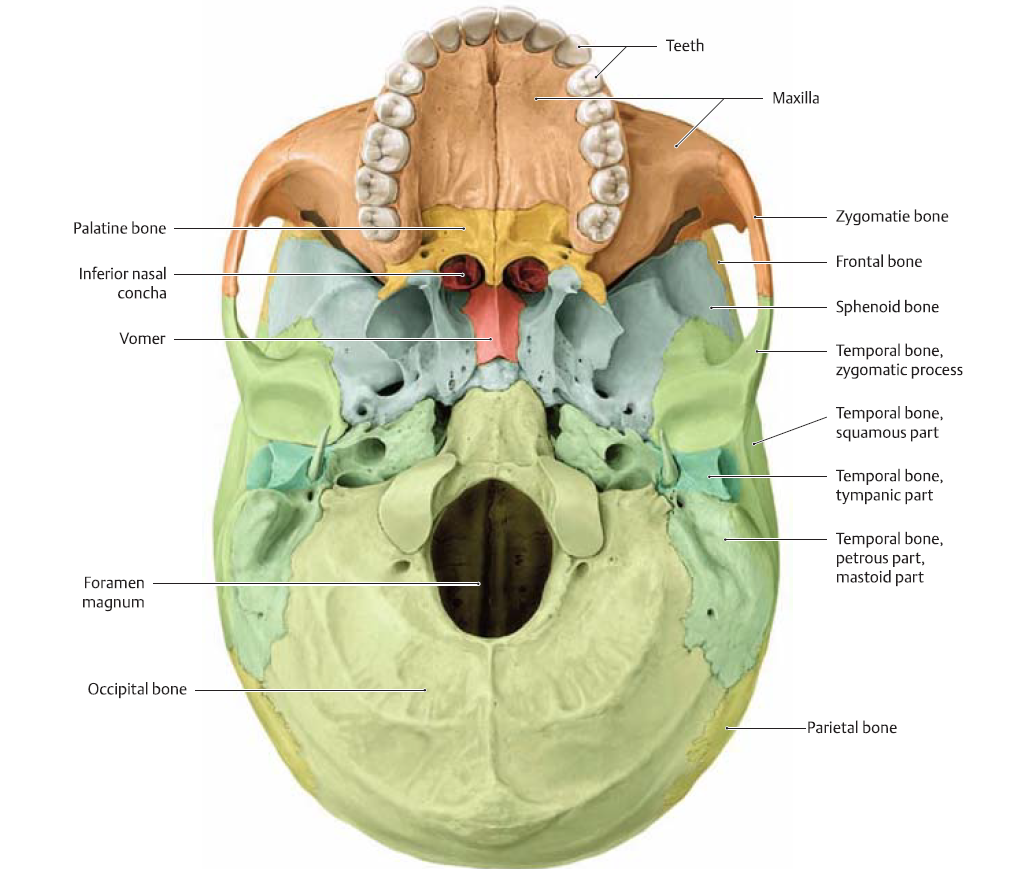 Teeth
Maxilla
Zygomatie bone
Frontal bone
Sphenoid bone
Temporal bone,
zygomatic process
Temporal bone,
squamous part
Temporal bone,
tympanic part
Temporal bone,
petrous part,
mastoid part
Parietal bone
Palatine bone
Inferior nasal
concha
Vomer
Foramen
magnum
Occipital bone